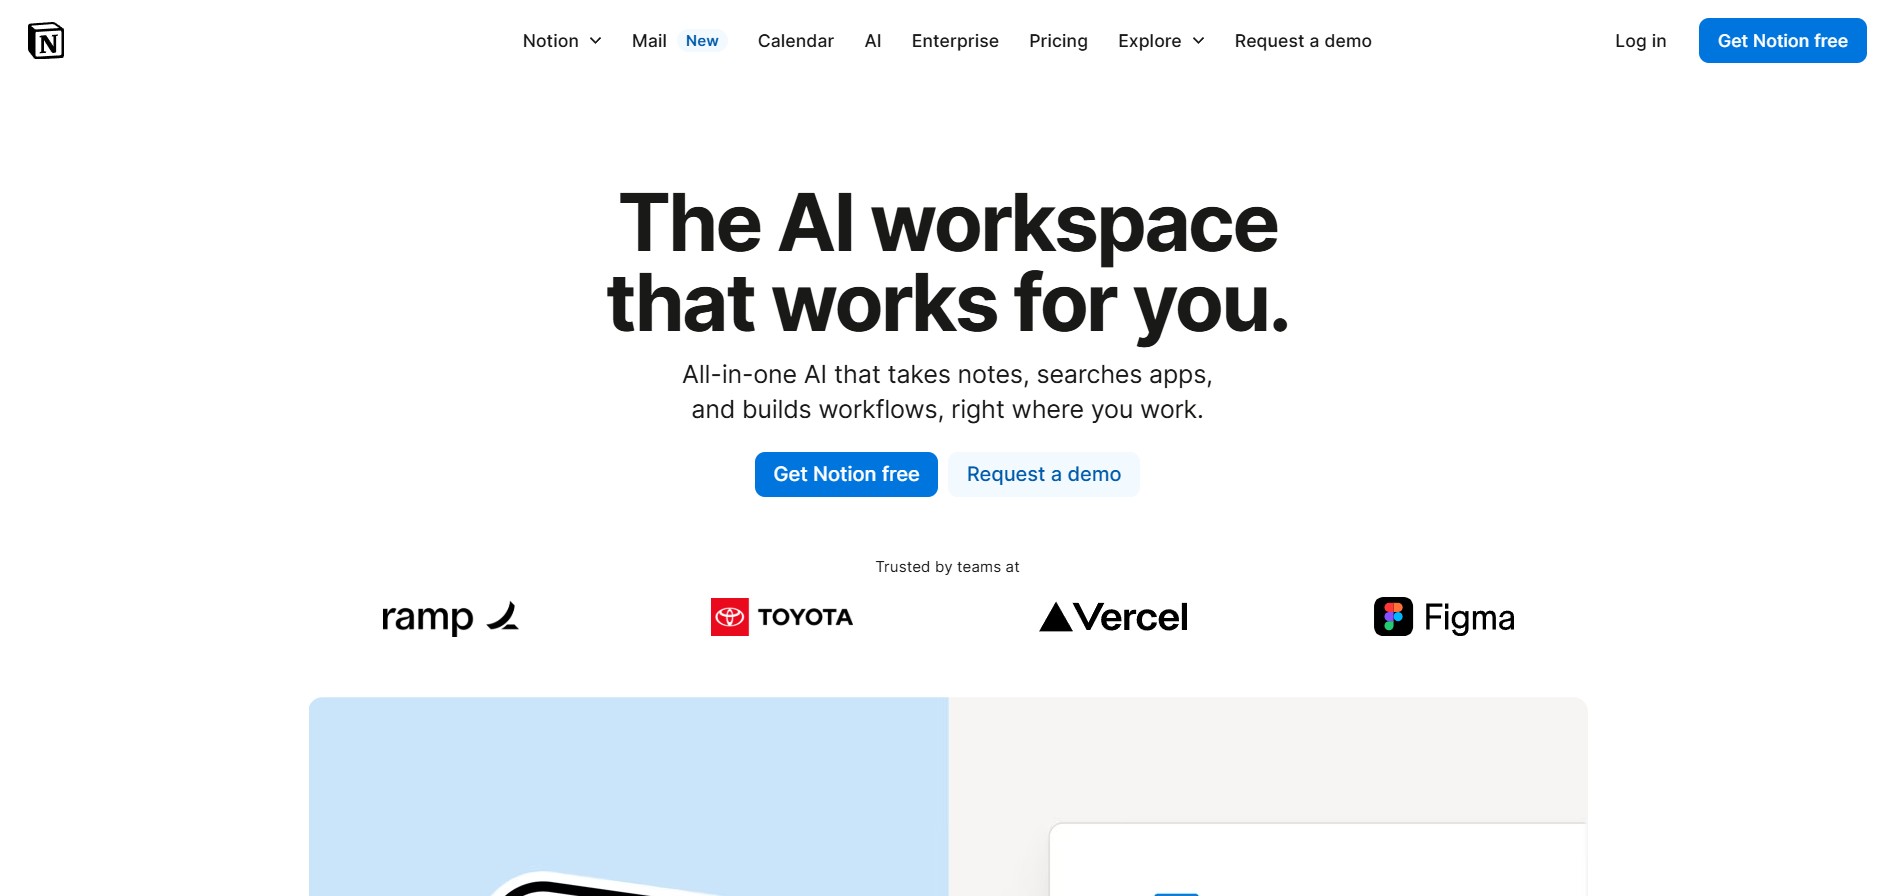 N
Notion
Mail New
Calendar
AI
Enterprise
Pricing
Explore
Request a demo
Log in
Get Notion free
The AI workspace
that works for you.
All-in-one AI that takes notes, searches apps,
and builds workflows, right where you work.
Get Notion free
Request a demo
Trusted by teams at
ramp
TOYOTA
Vercel
Figma